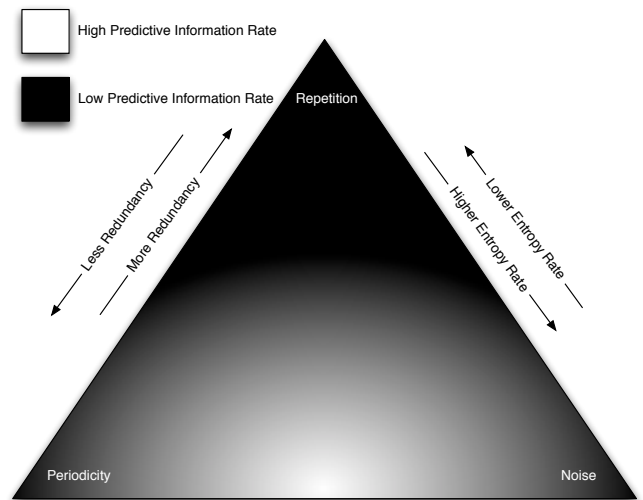 High Predictive Information Rate
Low Predictive Information Rate
Repetition
Less Redundancy
More Redundancy
Lower Entropy Rate
Higher Entropy Rate
Periodicity
Noise